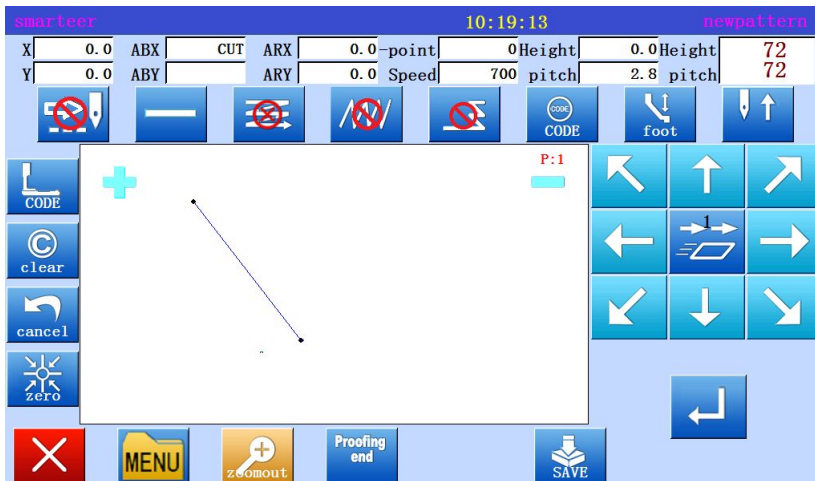 smarteer 10:19:13 newpattern
X 0.0 ABX CUT ARX 0.0 -point 0 Height 0.0 Height 72
Y 0.0 ABY ARY 0.0 Speed 700 pitch 2.8 pitch 72
CODE
CODE
foot
P:1
CODE
1
clear
cancel
zero
MENU
zoomout
Proofing
end
SAVE